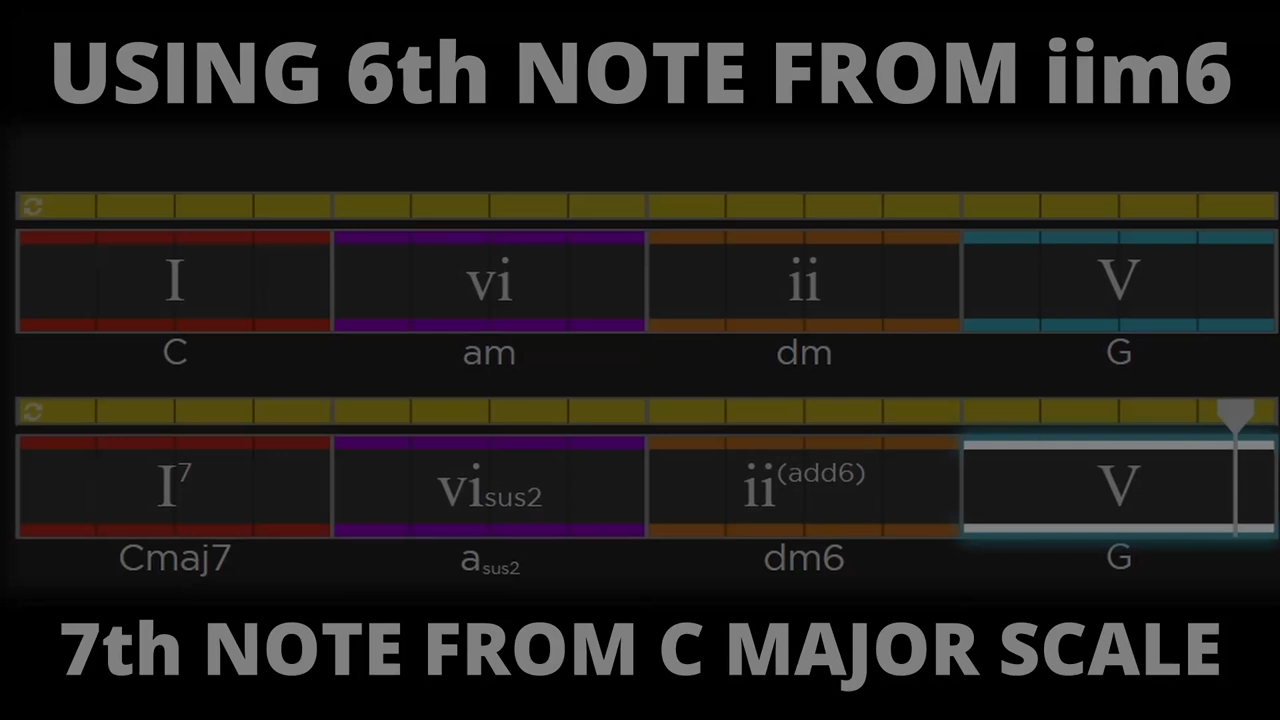 USING 6th NOTE FROM iim6
I vi ii V
C am dm G
I7 visus2 ii(add6) V
Cmaj7 asus2 dm6 G
7th NOTE FROM C MAJOR SCALE